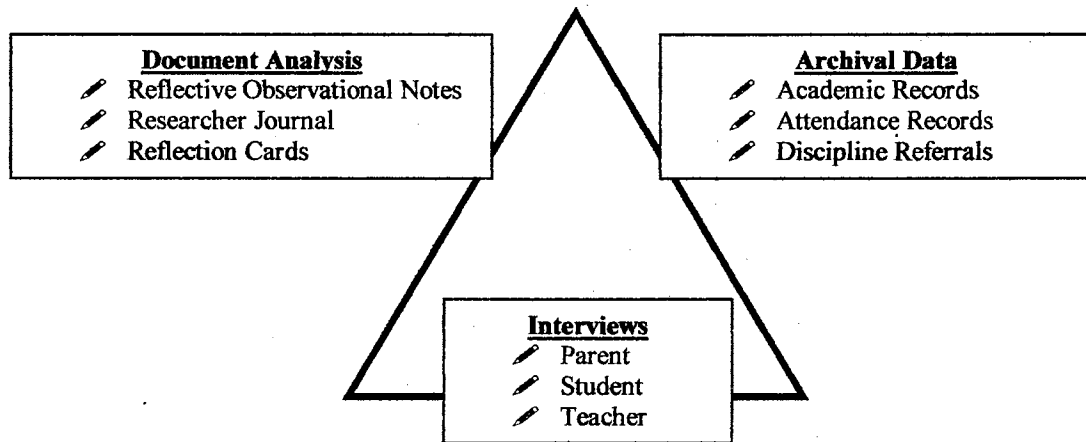 Document Analysis
Reflective Observational Notes
Researcher Journal
Reflection Cards
Archival Data
Academic Records
Attendance Records
Discipline Referrals
Interviews
Parent
Student
Teacher